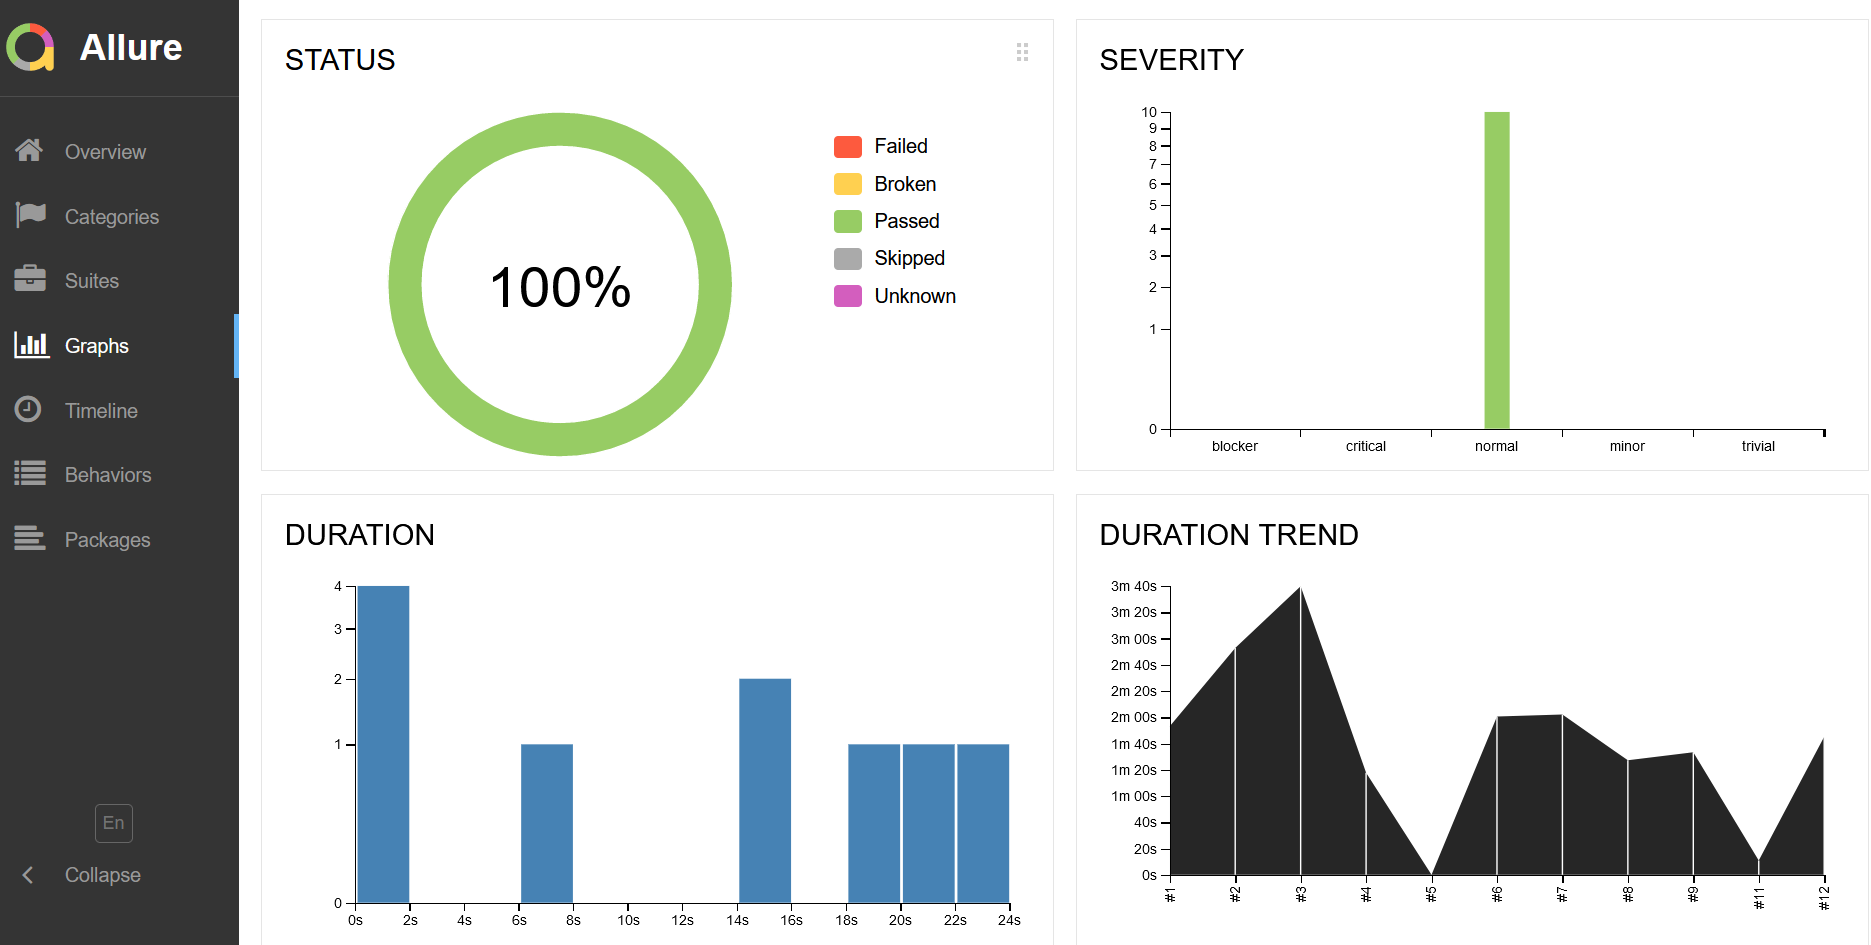 Allure
Overview
Categories
Suites
Graphs
Timeline
Behaviors
Packages
En
Collapse
STATUS
100%
Failed
Broken
Passed
Skipped
Unknown
SEVERITY
10
9
8
7
6
5
4
3
2
1
0
blocker critical normal minor trivial
DURATION
4
3
2
1
0
0s 2s 4s 6s 8s 10s 12s 14s 16s 18s 20s 22s 24s
DURATION TREND
3m 40s
3m 20s
3m 00s
2m 40s
2m 20s
2m 00s
1m 40s
1m 20s
1m 00s
40s
20s
0s
#1 #2 #3 #4 #5 #6 #7 #8 #9 #11 #12